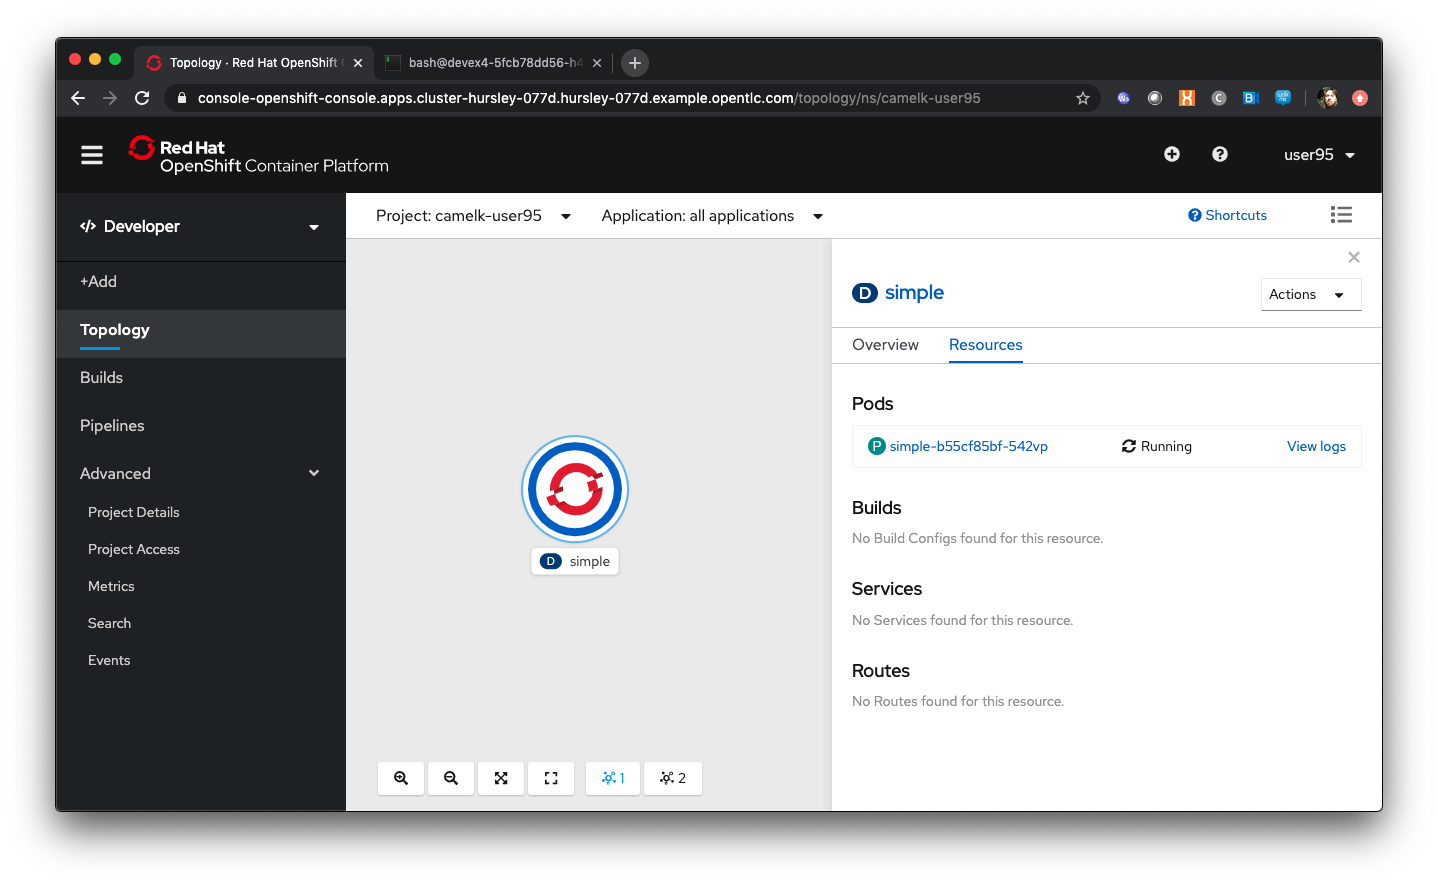 Topology · Red Hat OpenShift
bash@devex4-5fcb78dd56-h4
console-openshift-console.apps.cluster-hursley-077d.hursley-077d.example.opentlc.com/topology/ns/camelk-user95
Red Hat
OpenShift Container Platform
user95
Developer
Project: camelk-user95
Application: all applications
Shortcuts
+Add
Topology
Builds
Pipelines
Advanced
Project Details
Project Access
Metrics
Search
Events
D simple
1
2
D simple
Actions
Overview
Resources
Pods
P simple-b55cf85bf-542vp
Running
View logs
Builds
No Build Configs found for this resource.
Services
No Services found for this resource.
Routes
No Routes found for this resource.